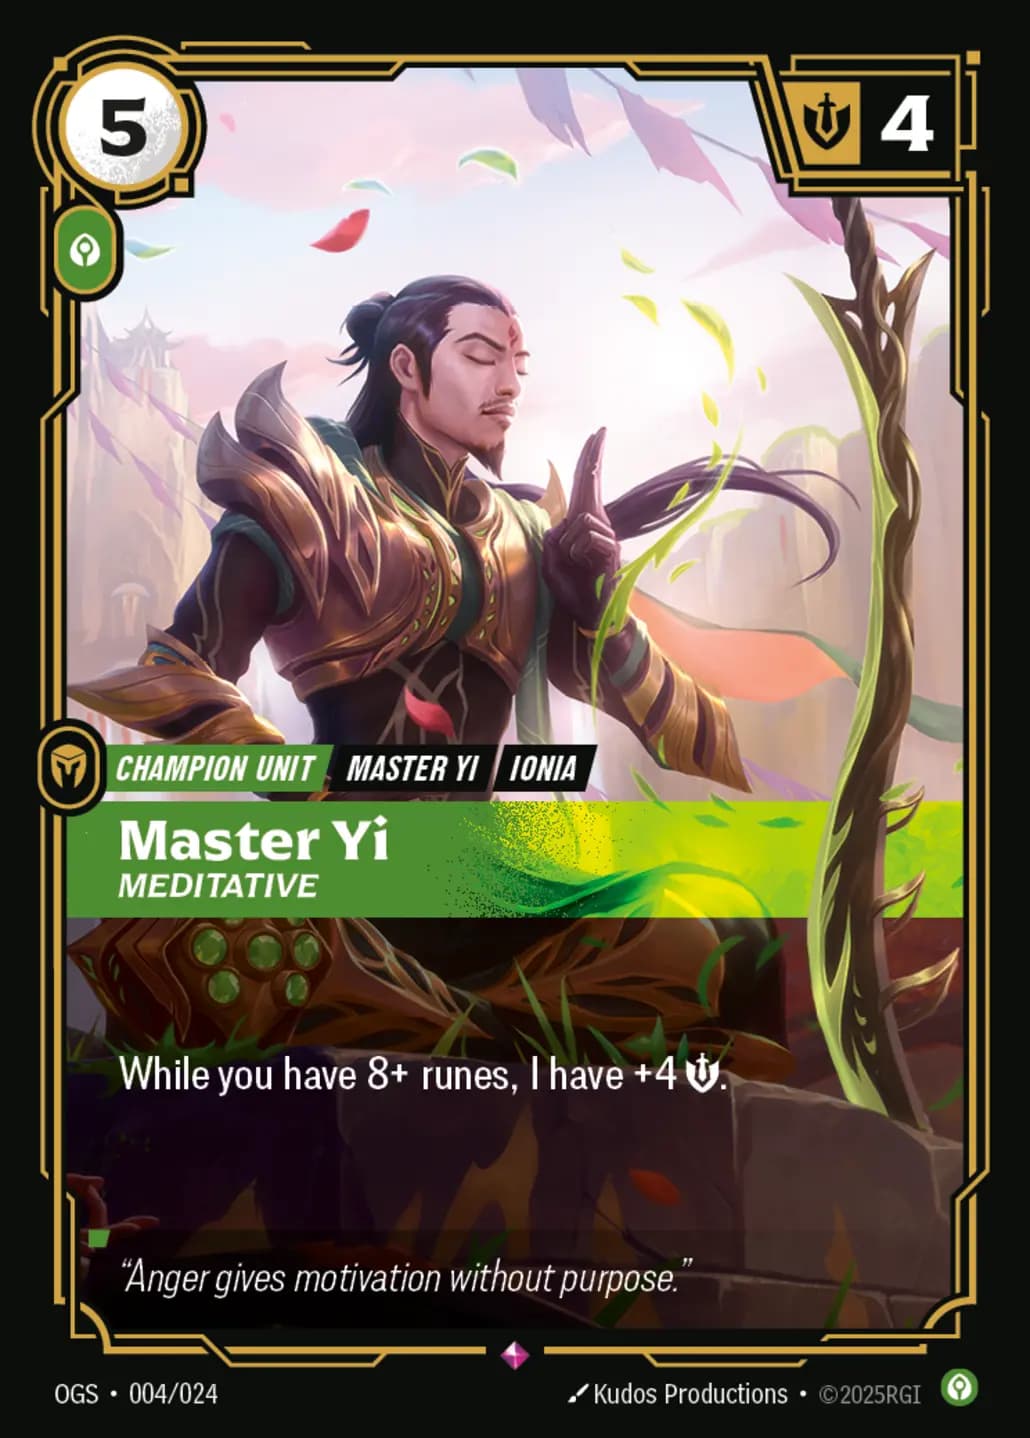 5
4
CHAMPION UNIT MASTER YI IONIA
Master Yi
MEDITATIVE
While you have 8+ runes, I have +4.
“Anger gives motivation without purpose.”
OGS • 004/024
Kudos Productions • ©2025RGI